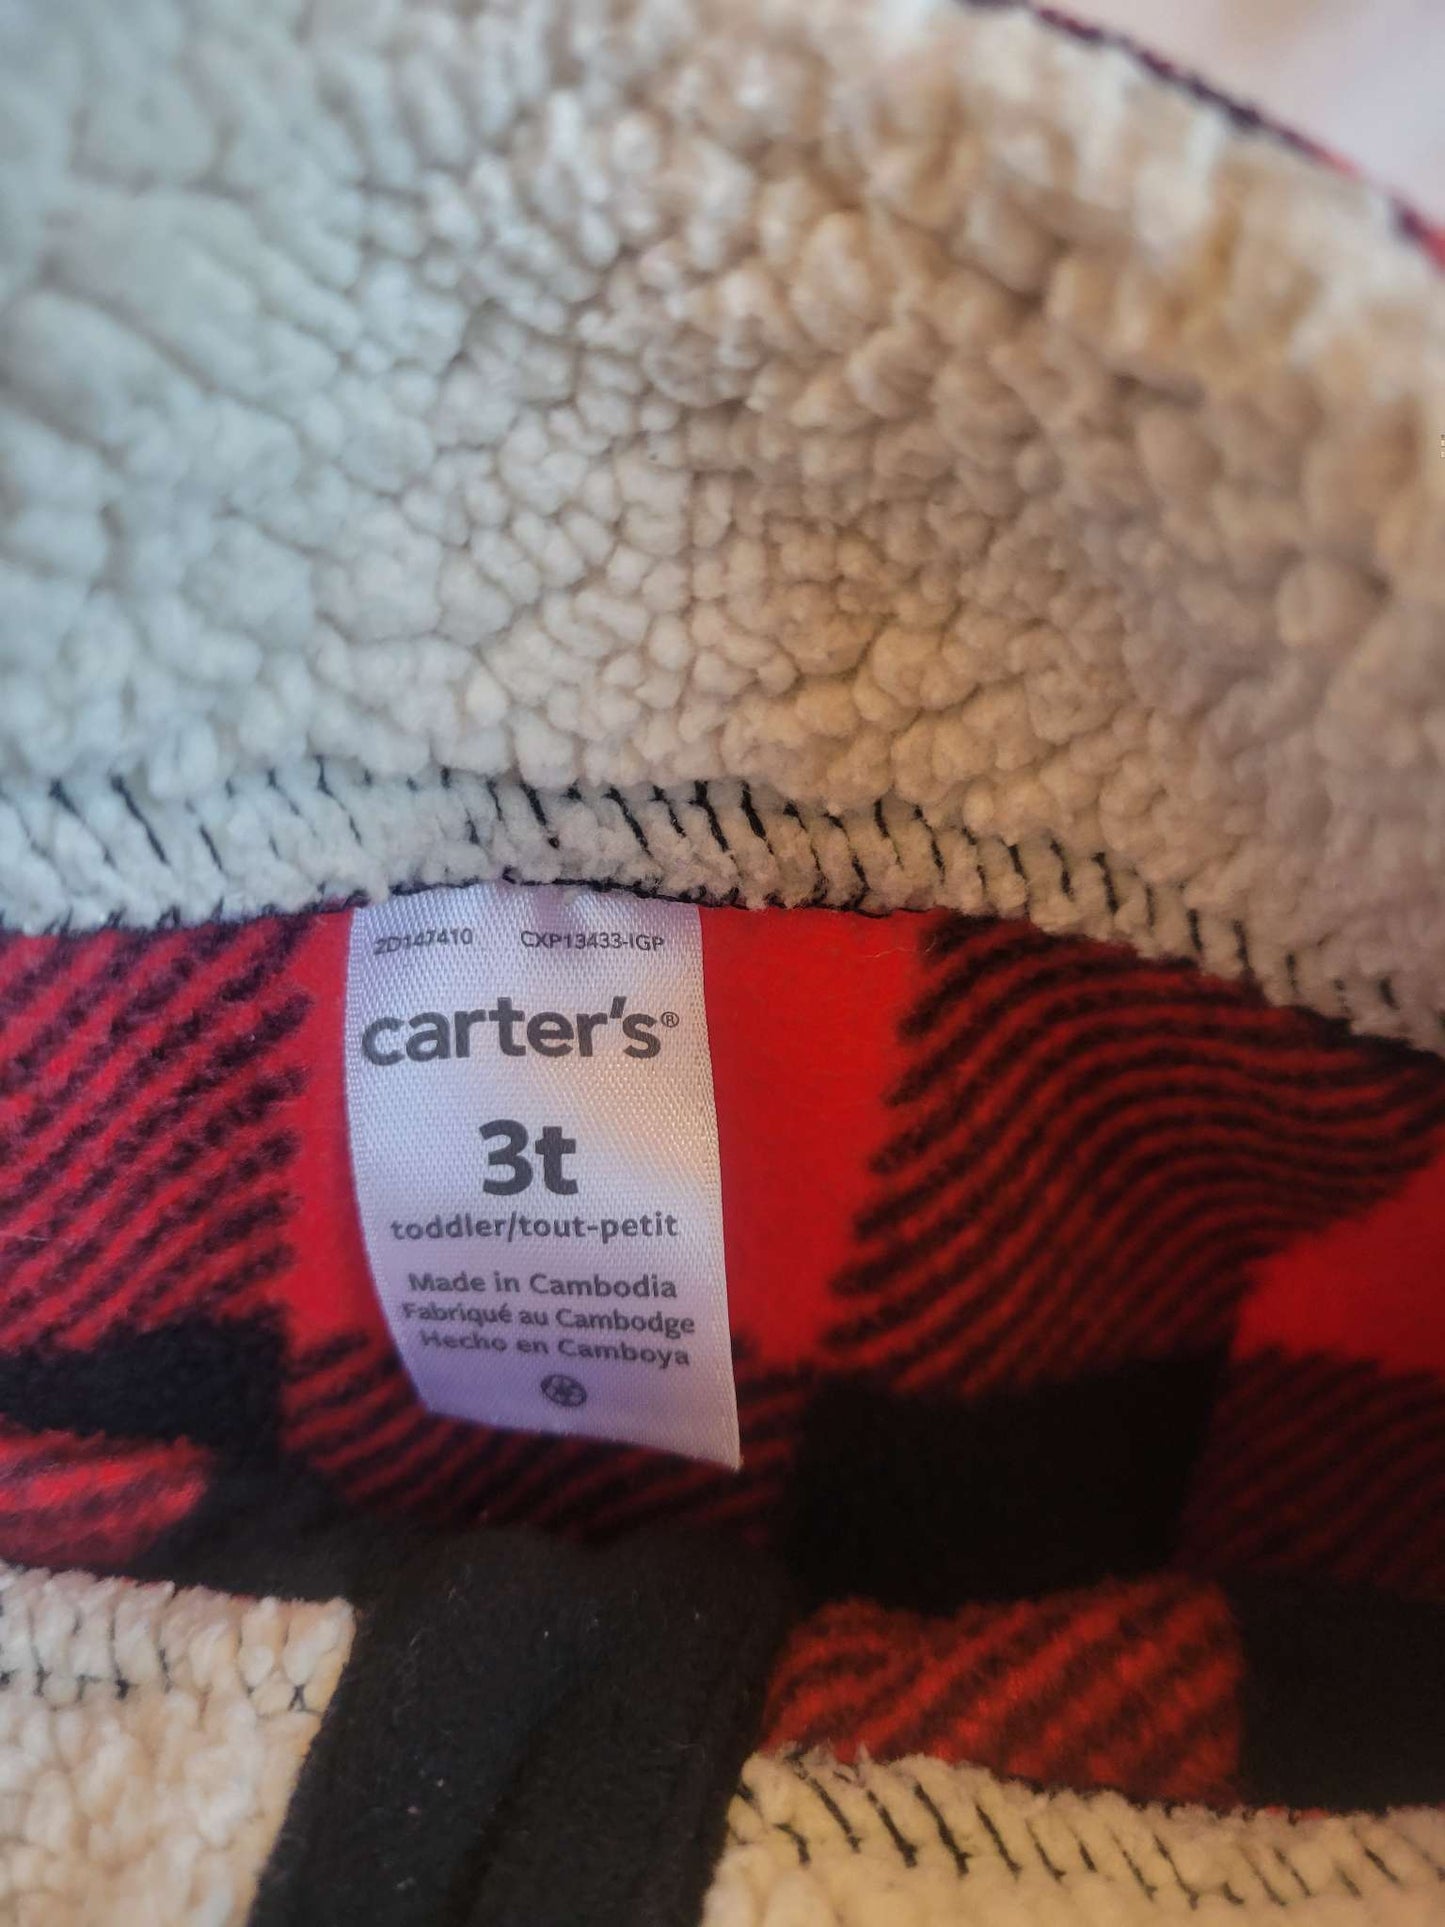 2D147410 CXP13433-IGP
carter's®
3t
toddler/tout-petit
Made in Cambodia
Fabriqué au Cambodge
Hecho en Camboya